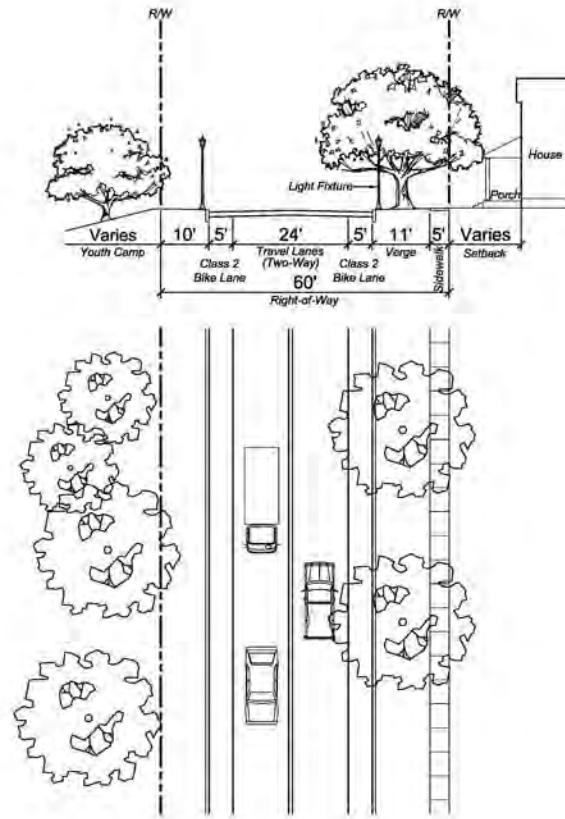 R/W
R/W
House
Light Fixture
Porch
Varies 10' 5' 24' 5' 11' 5' Varies
Youth Camp
Travel Lanes
(Two-Way)
Verge
Sidewalk
Setback
Class 2
Bike Lane
Class 2
Bike Lane
60'
Right-of-Way